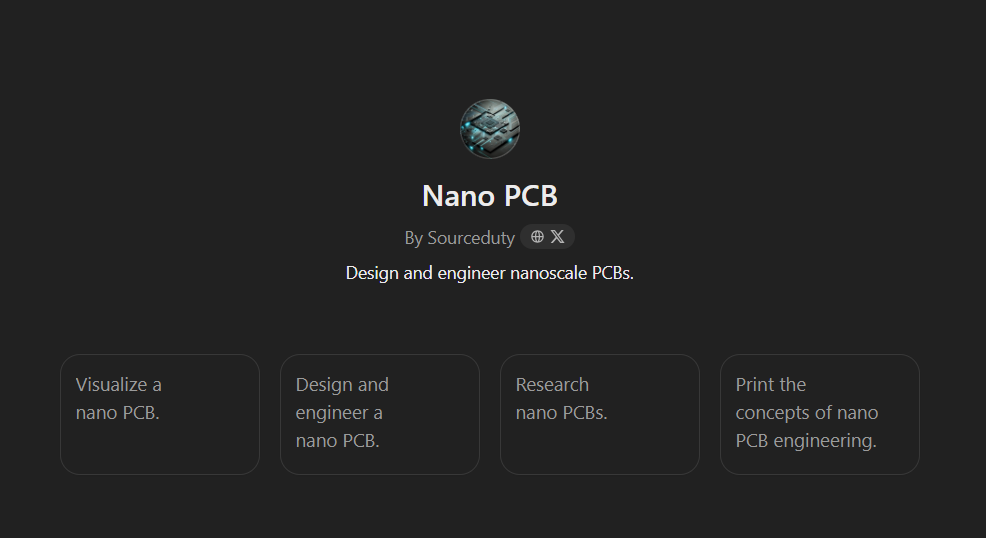 Nano PCB
By Sourceduty
Design and engineer nanoscale PCBs.
Visualize a
nano PCB.
Design and
engineer a
nano PCB.
Research
nano PCBs.
Print the
concepts of nano
PCB engineering.